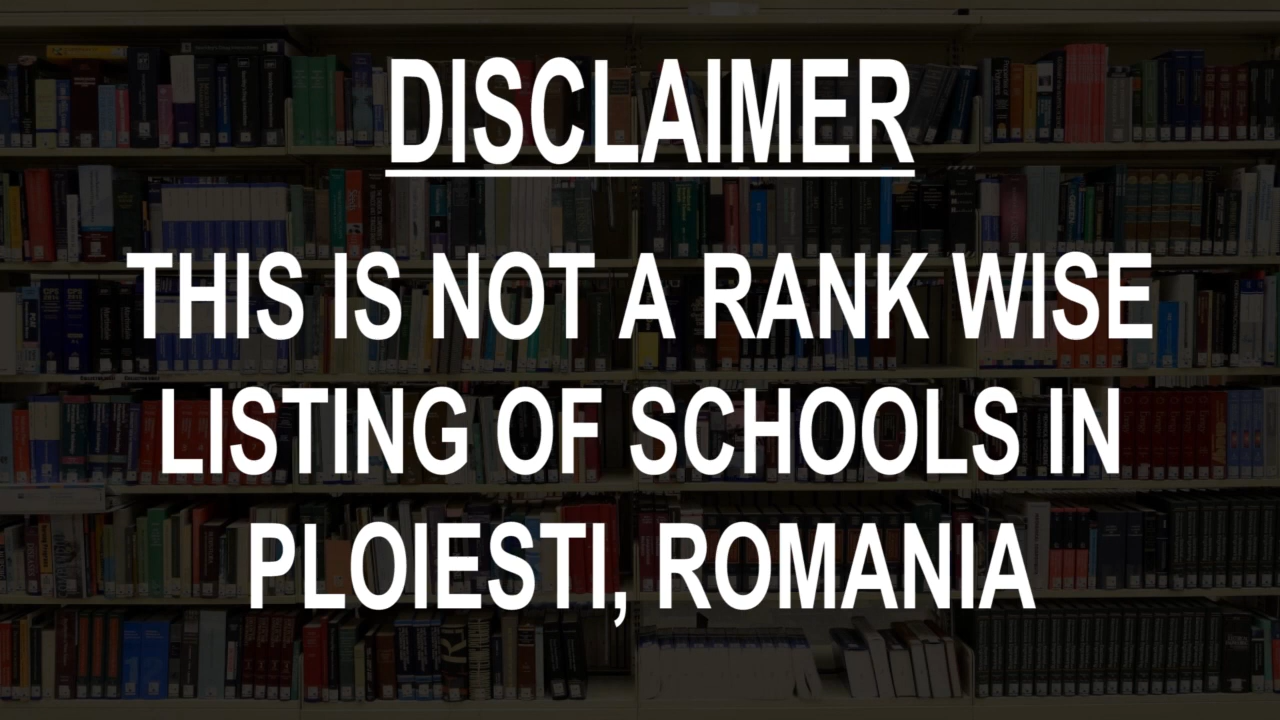 DISCLAIMER
THIS IS NOT A RANK WISE
LISTING OF SCHOOLS IN
PLOIESTI, ROMANIA